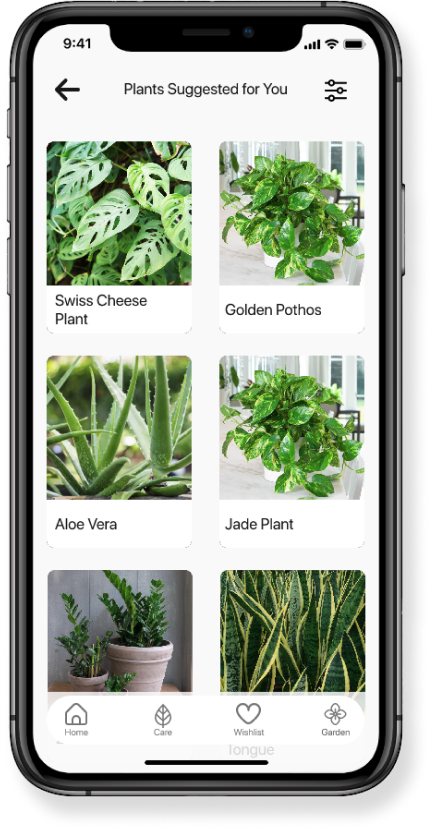 9:41
Plants Suggested for You
Swiss Cheese
Plant
Golden Pothos
Aloe Vera
Jade Plant
Home
Care
Wishlist
Garden
Tongue